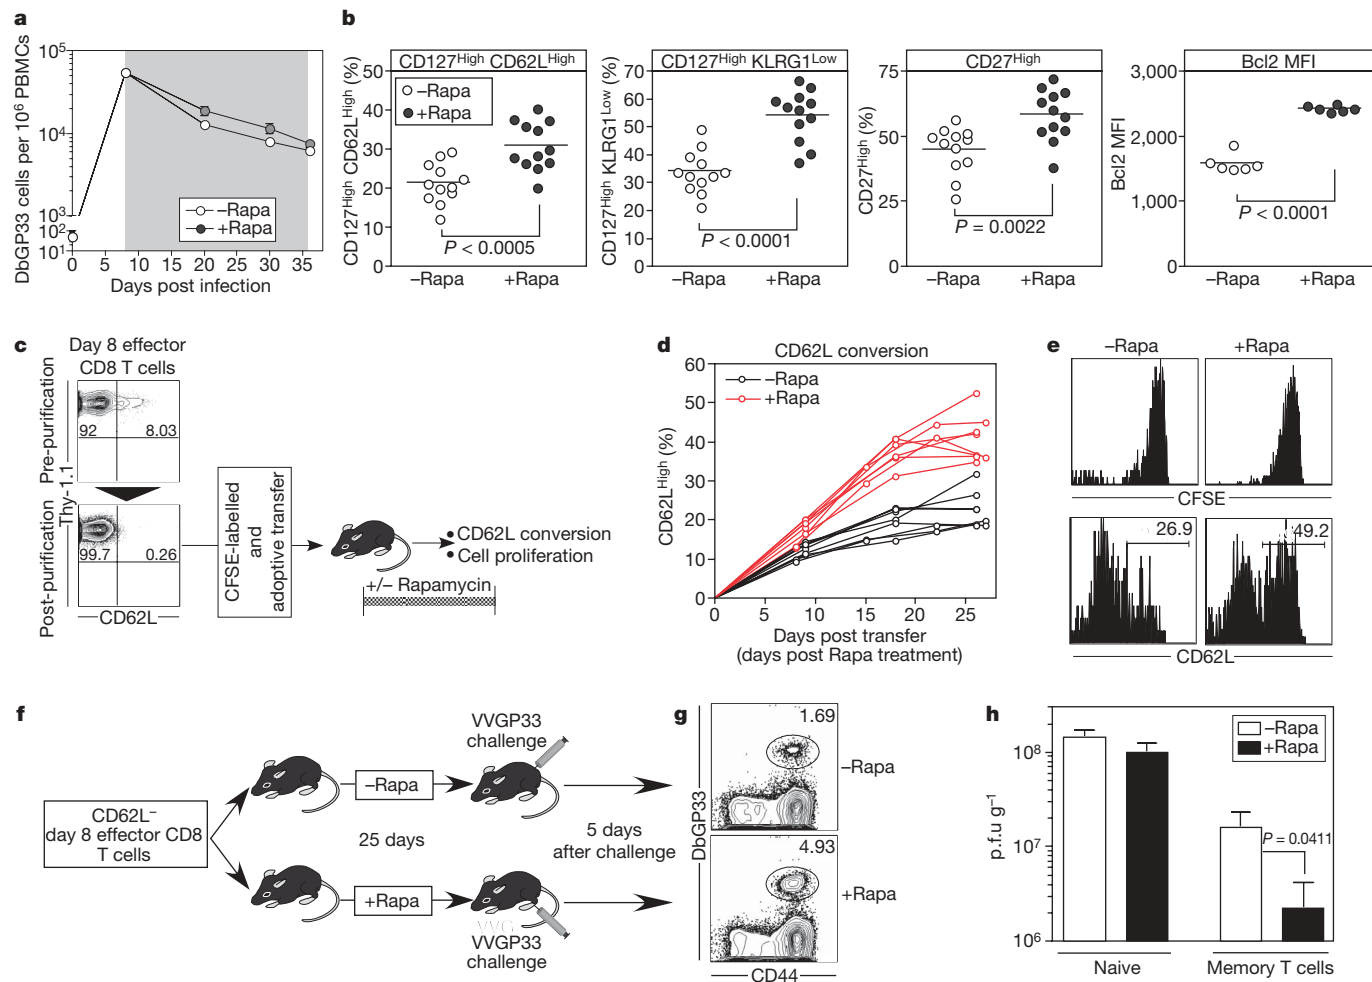 a
DbGP33 cells per 10⁶ PBMCs
10⁵
10⁴
10³
10²
10¹
–Rapa
+Rapa
0 5 10 15 20 25 30 35
Days post infection
b
CD127High CD62LHigh
CD127High CD62LHigh (%)
50
40
30
20
10
0
–Rapa
+Rapa
P < 0.0005
–Rapa +Rapa
CD127High KLRG1Low
CD127High KLRG1Low (%)
70
60
50
40
30
20
10
0
P < 0.0001
–Rapa +Rapa
CD27High
CD27High (%)
75
50
25
0
P = 0.0022
–Rapa +Rapa
Bcl2 MFI
Bcl2 MFI
3,000
2,000
1,000
0
P < 0.0001
–Rapa +Rapa
c
Day 8 effector
CD8 T cells
Pre-purification
92 8.03
Thy-1.1
Post-purification
99.7 0.26
CD62L
CFSE-labelled
and
adoptive transfer
CD62L conversion
Cell proliferation
+/– Rapamycin
d
CD62L conversion
CD62LHigh (%)
60
50
40
30
20
10
0
–Rapa
+Rapa
0 5 10 15 20 25
Days post transfer
(days post Rapa treatment)
e
–Rapa +Rapa
CFSE
26.9 49.2
CD62L
f
CD62L⁻
day 8 effector CD8
T cells
–Rapa
VVGP33
challenge
25 days
5 days
after challenge
+Rapa
VVGP33
challenge
g
DbGP33
1.69
–Rapa
4.93
+Rapa
CD44
h
p.f.u g⁻¹
10⁸
10⁷
10⁶
–Rapa
+Rapa
P = 0.0411
Naive Memory T cells